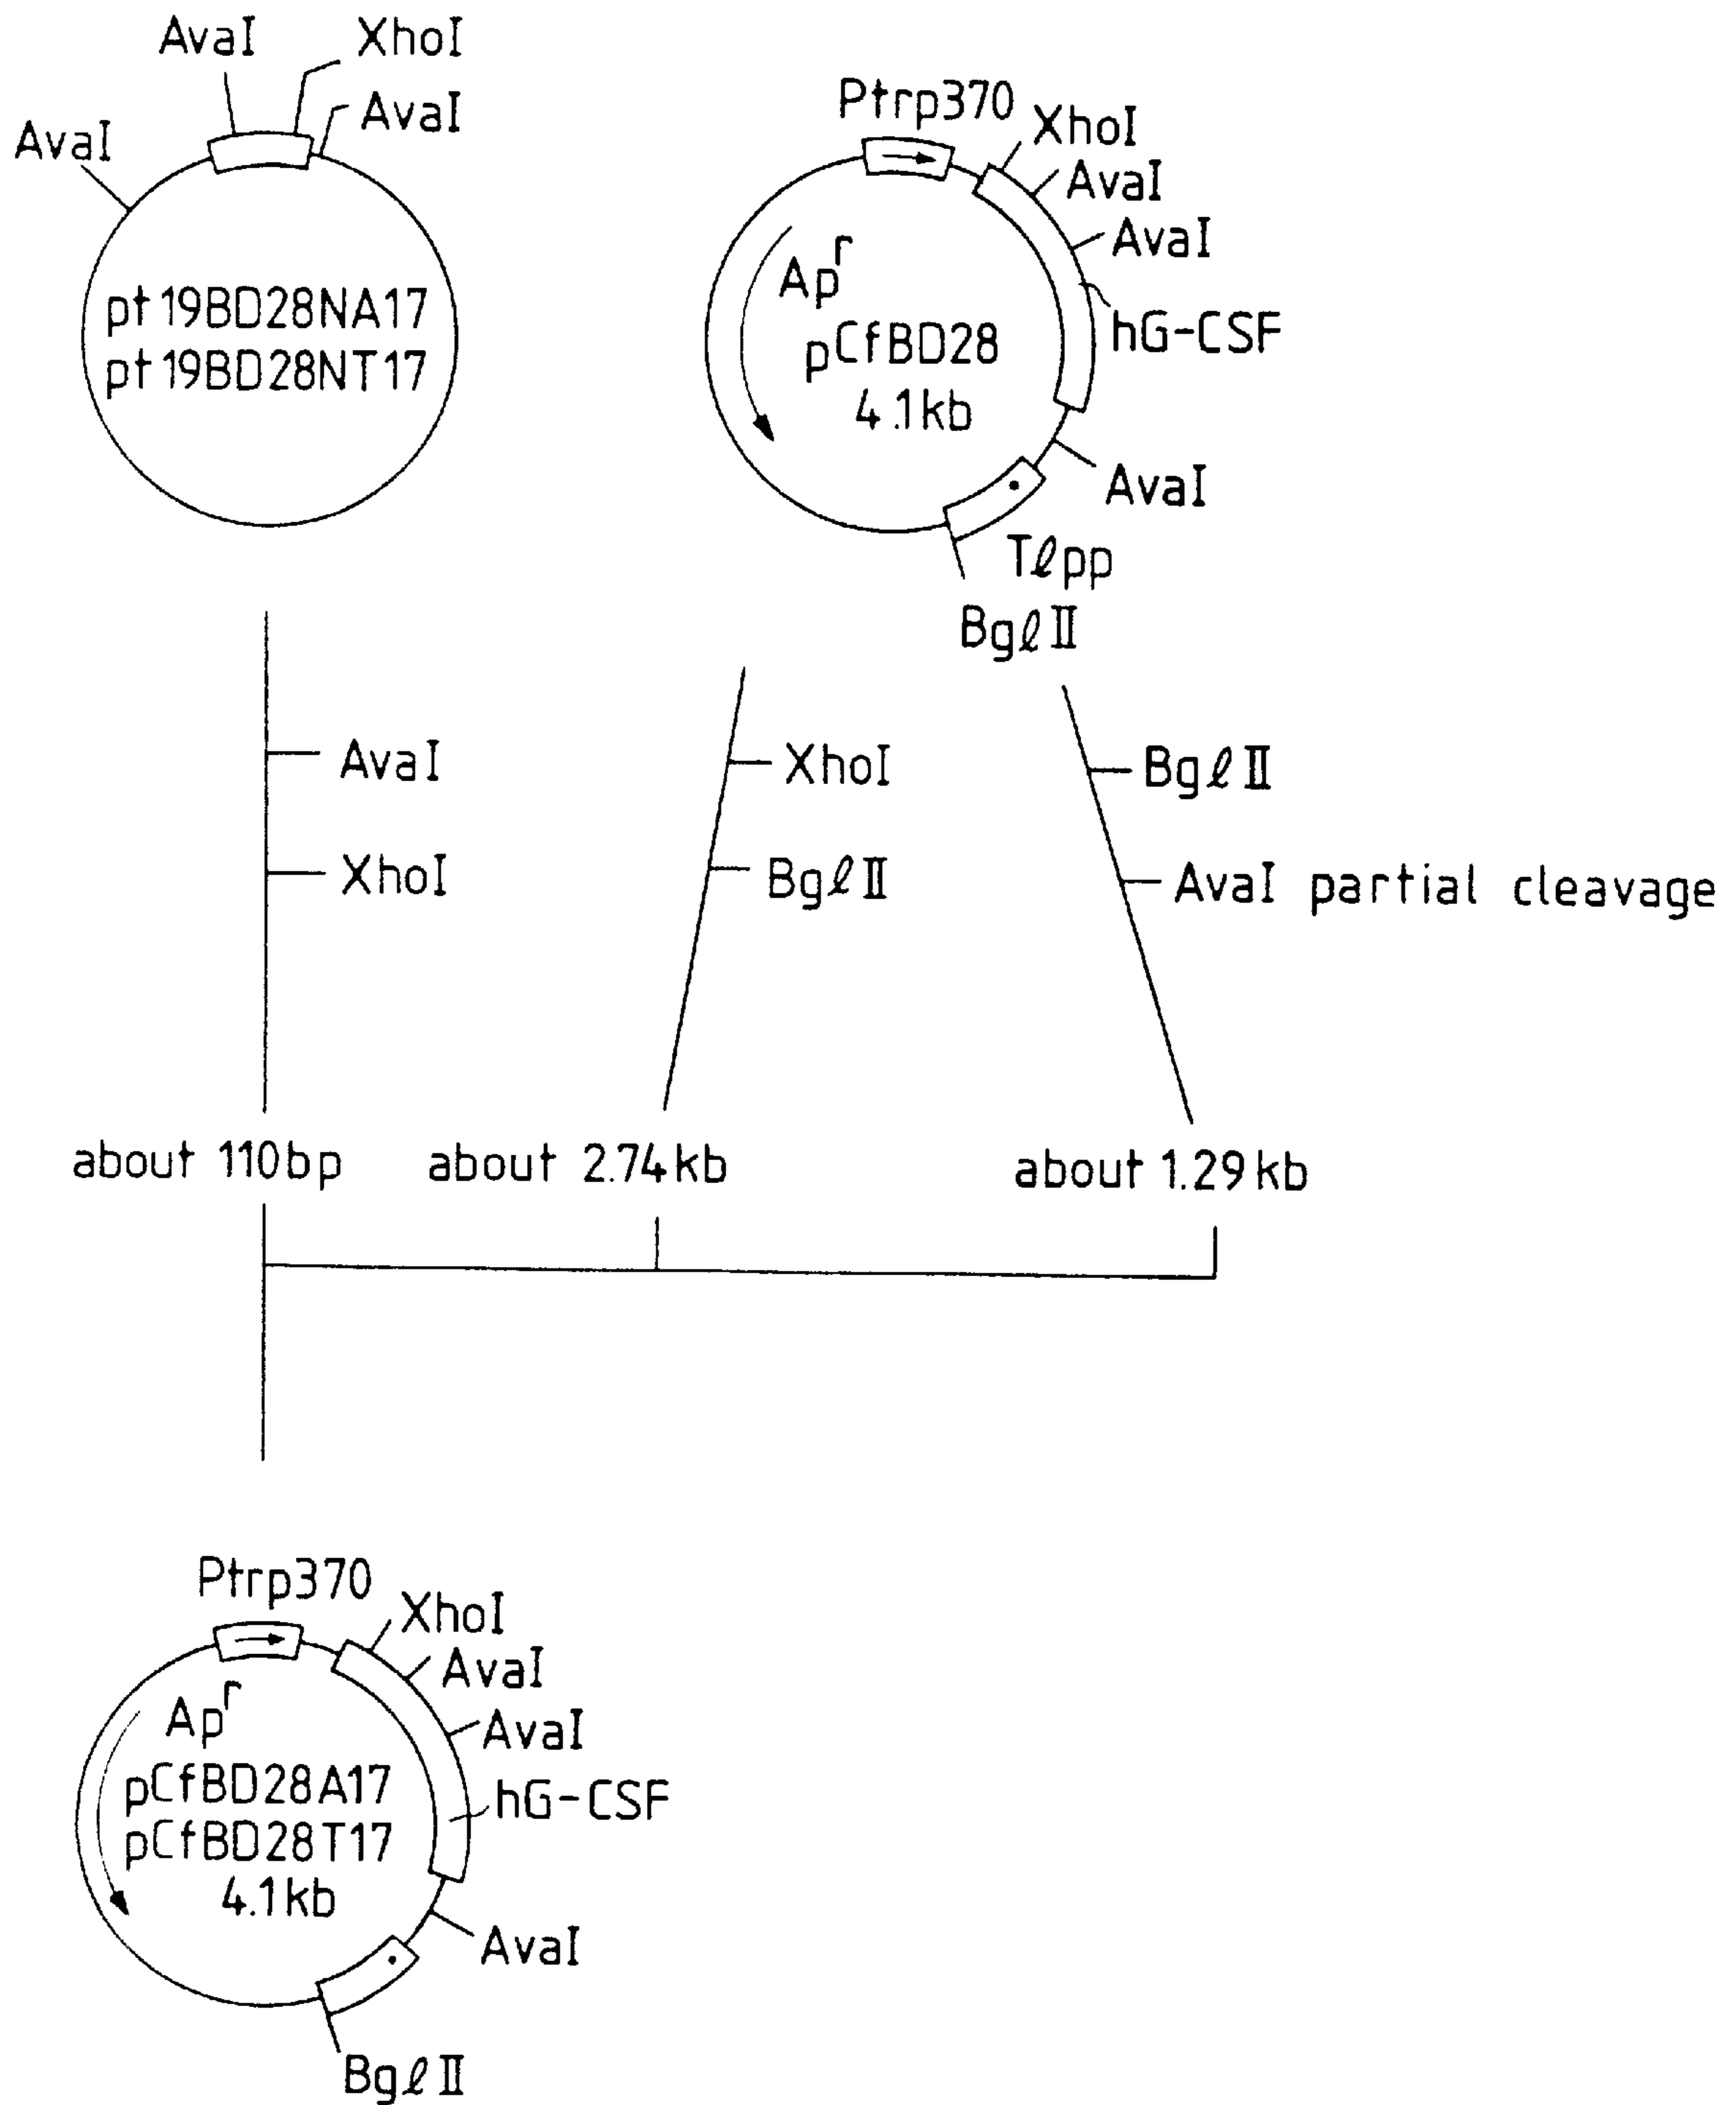 AvaI
XhoI
AvaI
AvaI
pt19BD28NA17
pt19BD28NT17
Ptrp370
XhoI
AvaI
AvaI
hG-CSF
Apʳ
pCfBD28
4.1kb
AvaI
Tℓpp
BgℓII
AvaI
XhoI
XhoI
BgℓII
BgℓII
AvaI partial cleavage
about 110bp
about 2.74kb
about 1.29kb
Ptrp370
XhoI
AvaI
AvaI
hG-CSF
Apʳ
pCfBD28A17
pCfBD28T17
4.1kb
AvaI
BgℓII